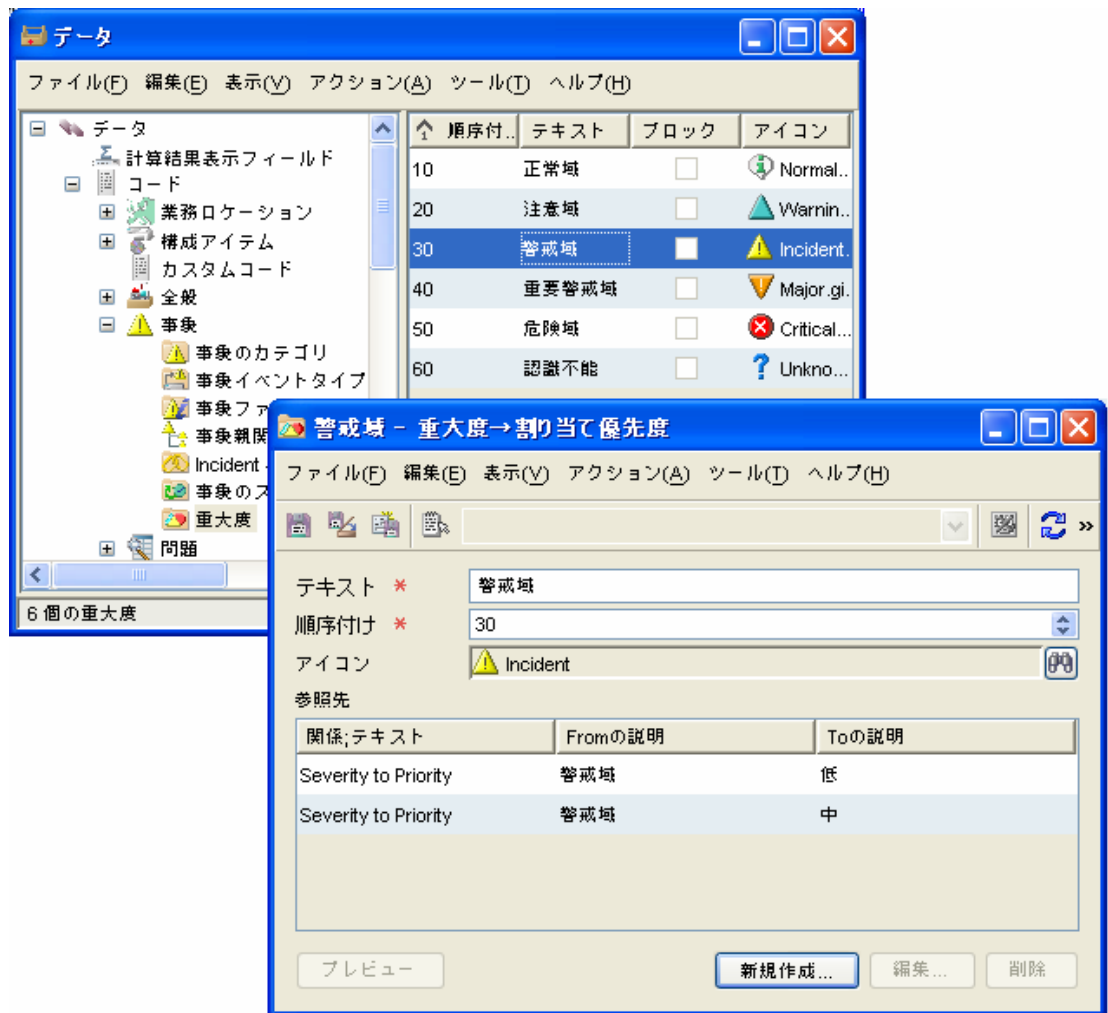 データ
ファイル(F) 編集(E) 表示(V) アクション(A) ツール(T) ヘルプ(H)
データ
計算結果表示フィールド
コード
業務ロケーション
構成アイテム
カスタムコード
全般
事象
事象のカテゴリ
事象イベントタイプ
事象ファ
事象親関
Incident
事象のス
重大度
問題
6 個の重大度
1 順序付.. テキスト ブロック アイコン
10 正常域 Normal..
20 注意域 Warnin..
30 警戒域 Incident.
40 重要警戒域 Major.gi.
50 危険域 Critical...
60 認識不能 Unkno...
警戒域 - 重大度→割り当て優先度
ファイル(F) 編集(E) 表示(V) アクション(A) ツール(T) ヘルプ(H)
»
テキスト * 警戒域
順序付け * 30
アイコン Incident
参照先
関係;テキスト Fromの説明 Toの説明
Severity to Priority 警戒域 低
Severity to Priority 警戒域 中
プレビュー 新規作成... 編集... 削除